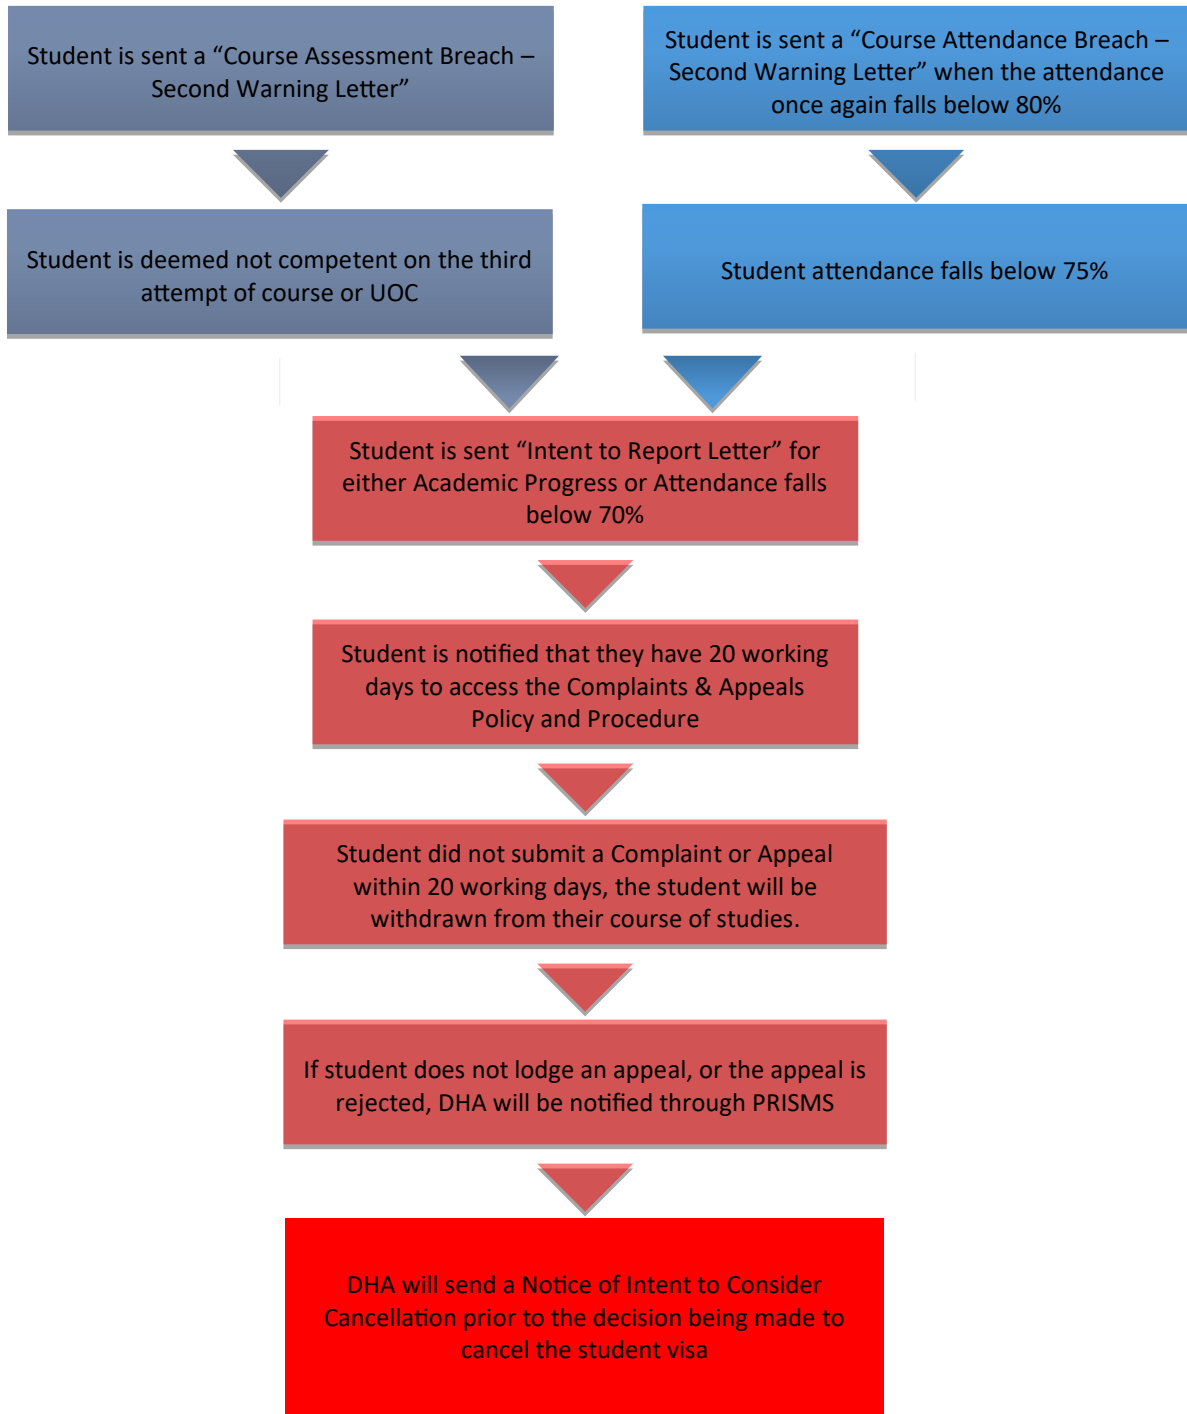 Student is sent a “Course Assessment Breach –
Second Warning Letter”
Student is sent a “Course Attendance Breach –
Second Warning Letter” when the attendance
once again falls below 80%
Student is deemed not competent on the third
attempt of course or UOC
Student attendance falls below 75%
Student is sent “Intent to Report Letter” for
either Academic Progress or Attendance falls
below 70%
Student is notified that they have 20 working
days to access the Complaints & Appeals
Policy and Procedure
Student did not submit a Complaint or Appeal
within 20 working days, the student will be
withdrawn from their course of studies.
If student does not lodge an appeal, or the appeal is
rejected, DHA will be notified through PRISMS
DHA will send a Notice of Intent to Consider
Cancellation prior to the decision being made to
cancel the student visa